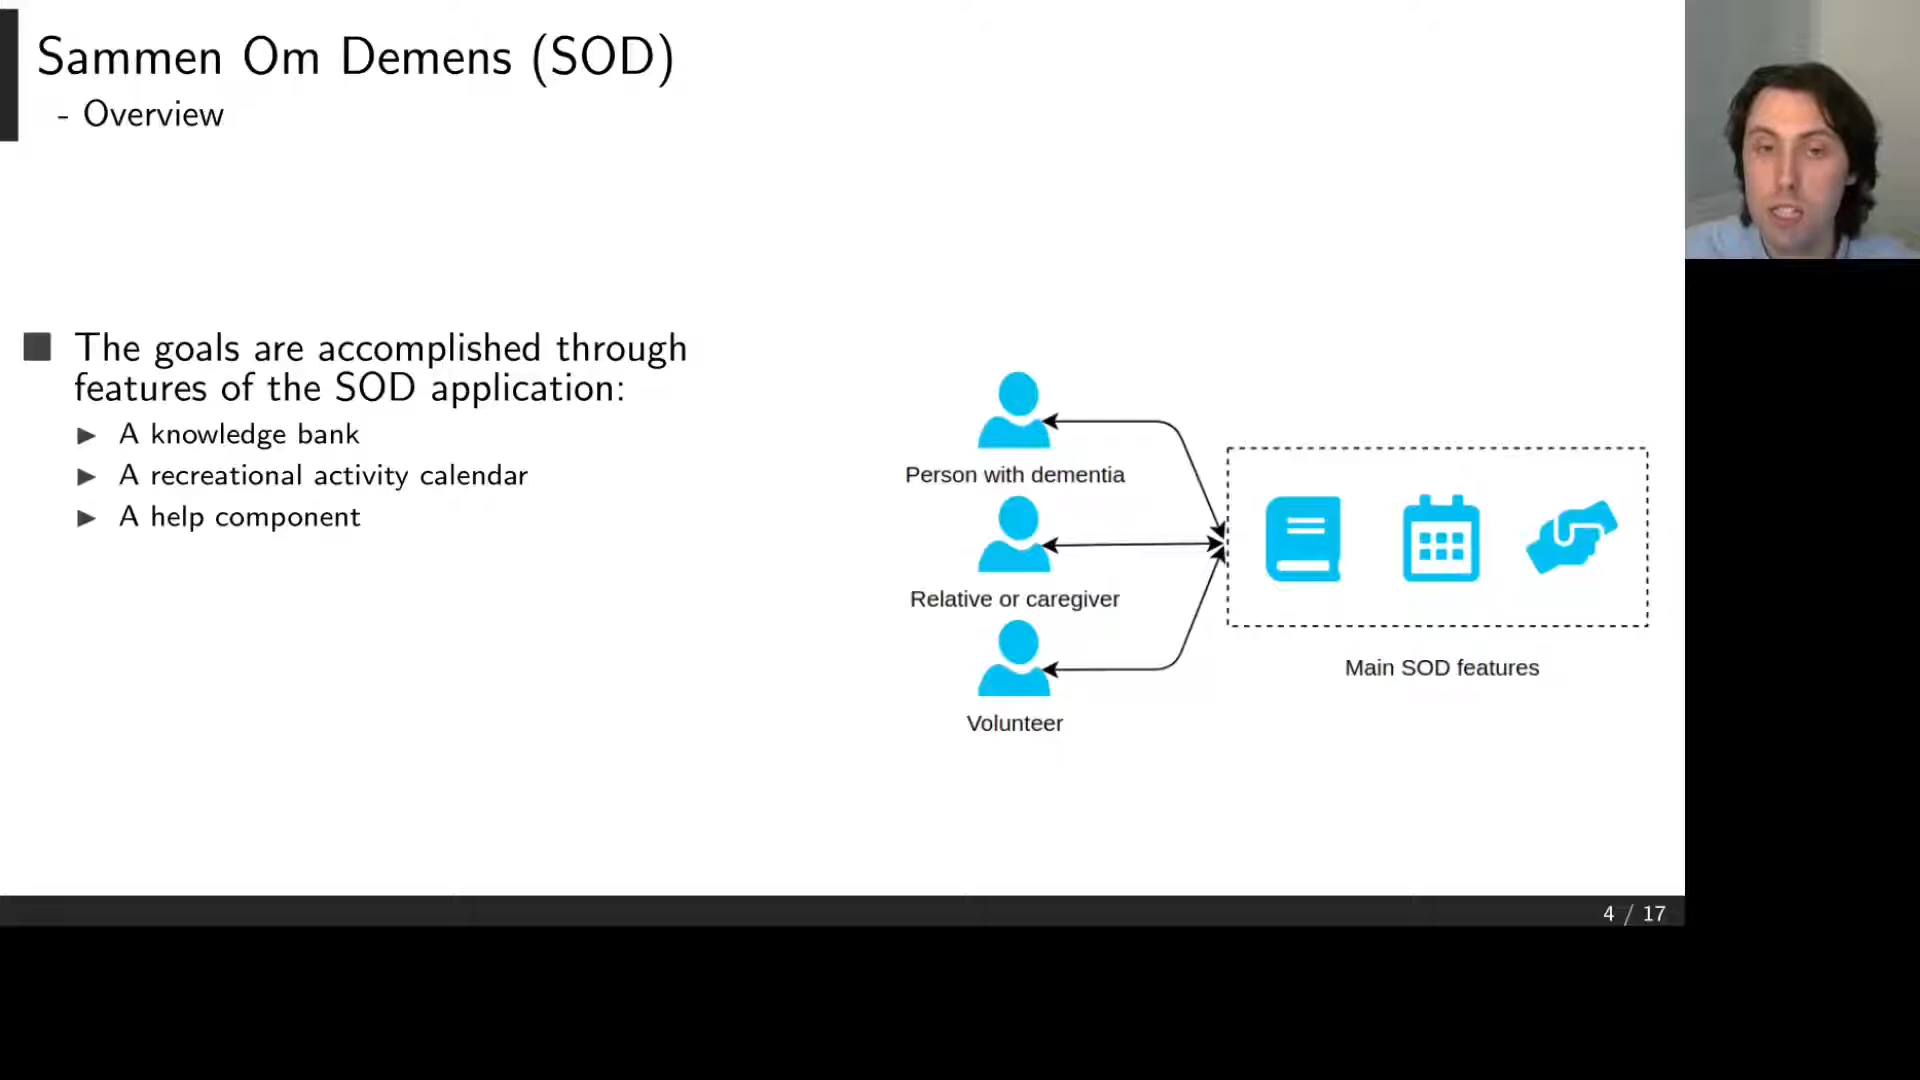 Sammen Om Demens (SOD)
- Overview
The goals are accomplished through
features of the SOD application:
A knowledge bank
A recreational activity calendar
A help component
Person with dementia
Relative or caregiver
Volunteer
Main SOD features
4 / 17